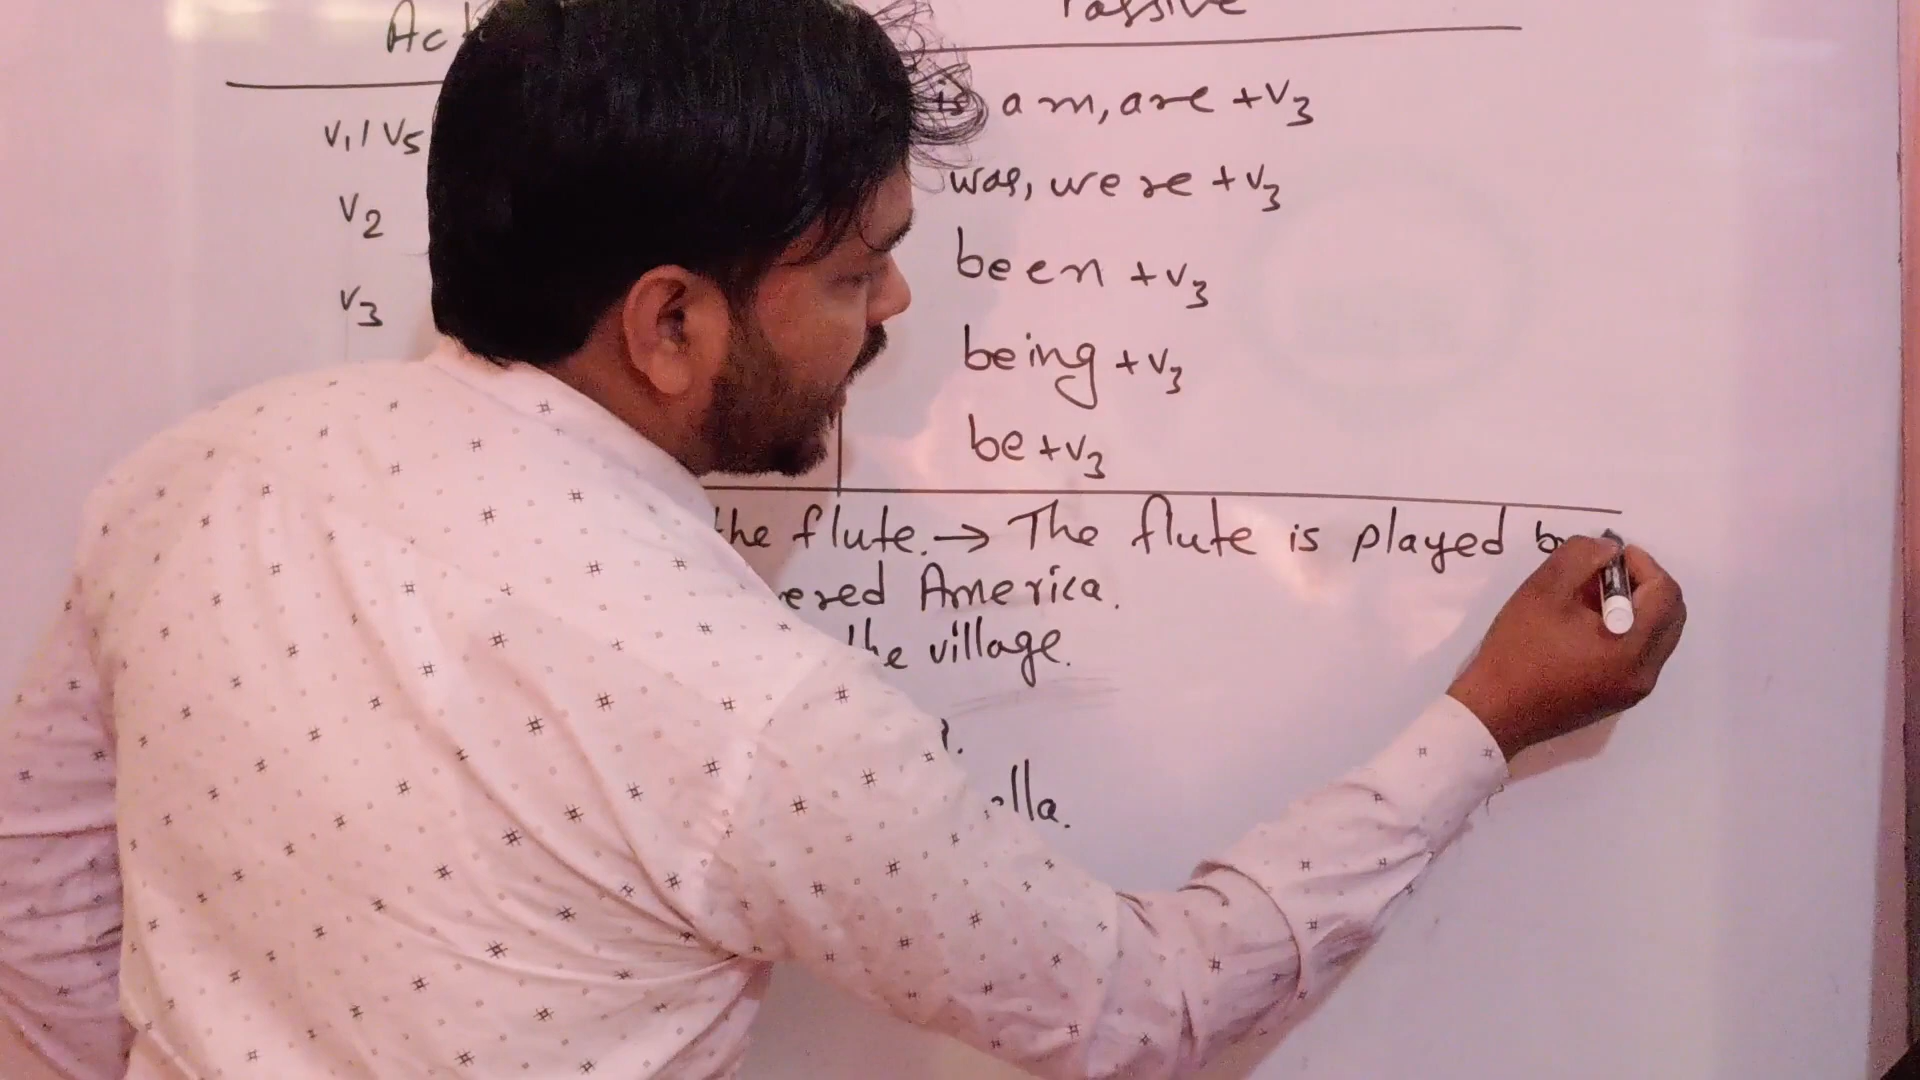 Passive
V1/V5 is, am, are +V3
V2 was, were +V3
V3 been +V3
being +V3
be +V3
the flute. → The flute is played by
ered America.
the village.
lla.